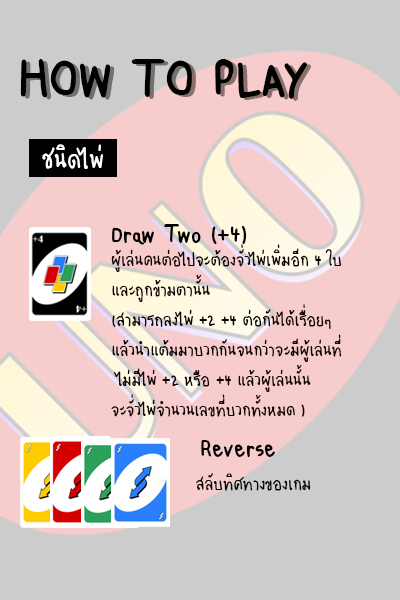 HOW TO PLAY
ชนิดไพ่
Draw Two (+4)
ผู้เล่นคนต่อไปจะต้องจั่วไพ่เพิ่มอีก 4 ใบ
และถูกข้ามตานั้น
(สามารถลงไพ่ +2 +4 ต่อกันได้เรื่อยๆ
แล้วนำแต้มมาบวกกันจนกว่าจะมีผู้เล่นที่
ไม่มีไพ่ +2 หรือ +4 แล้วผู้เล่นนั้น
จะจั่วไพ่จำนวนเลขที่บวกทั้งหมด )
+4
+4
Reverse
สลับทิศทางของเกม
UNO